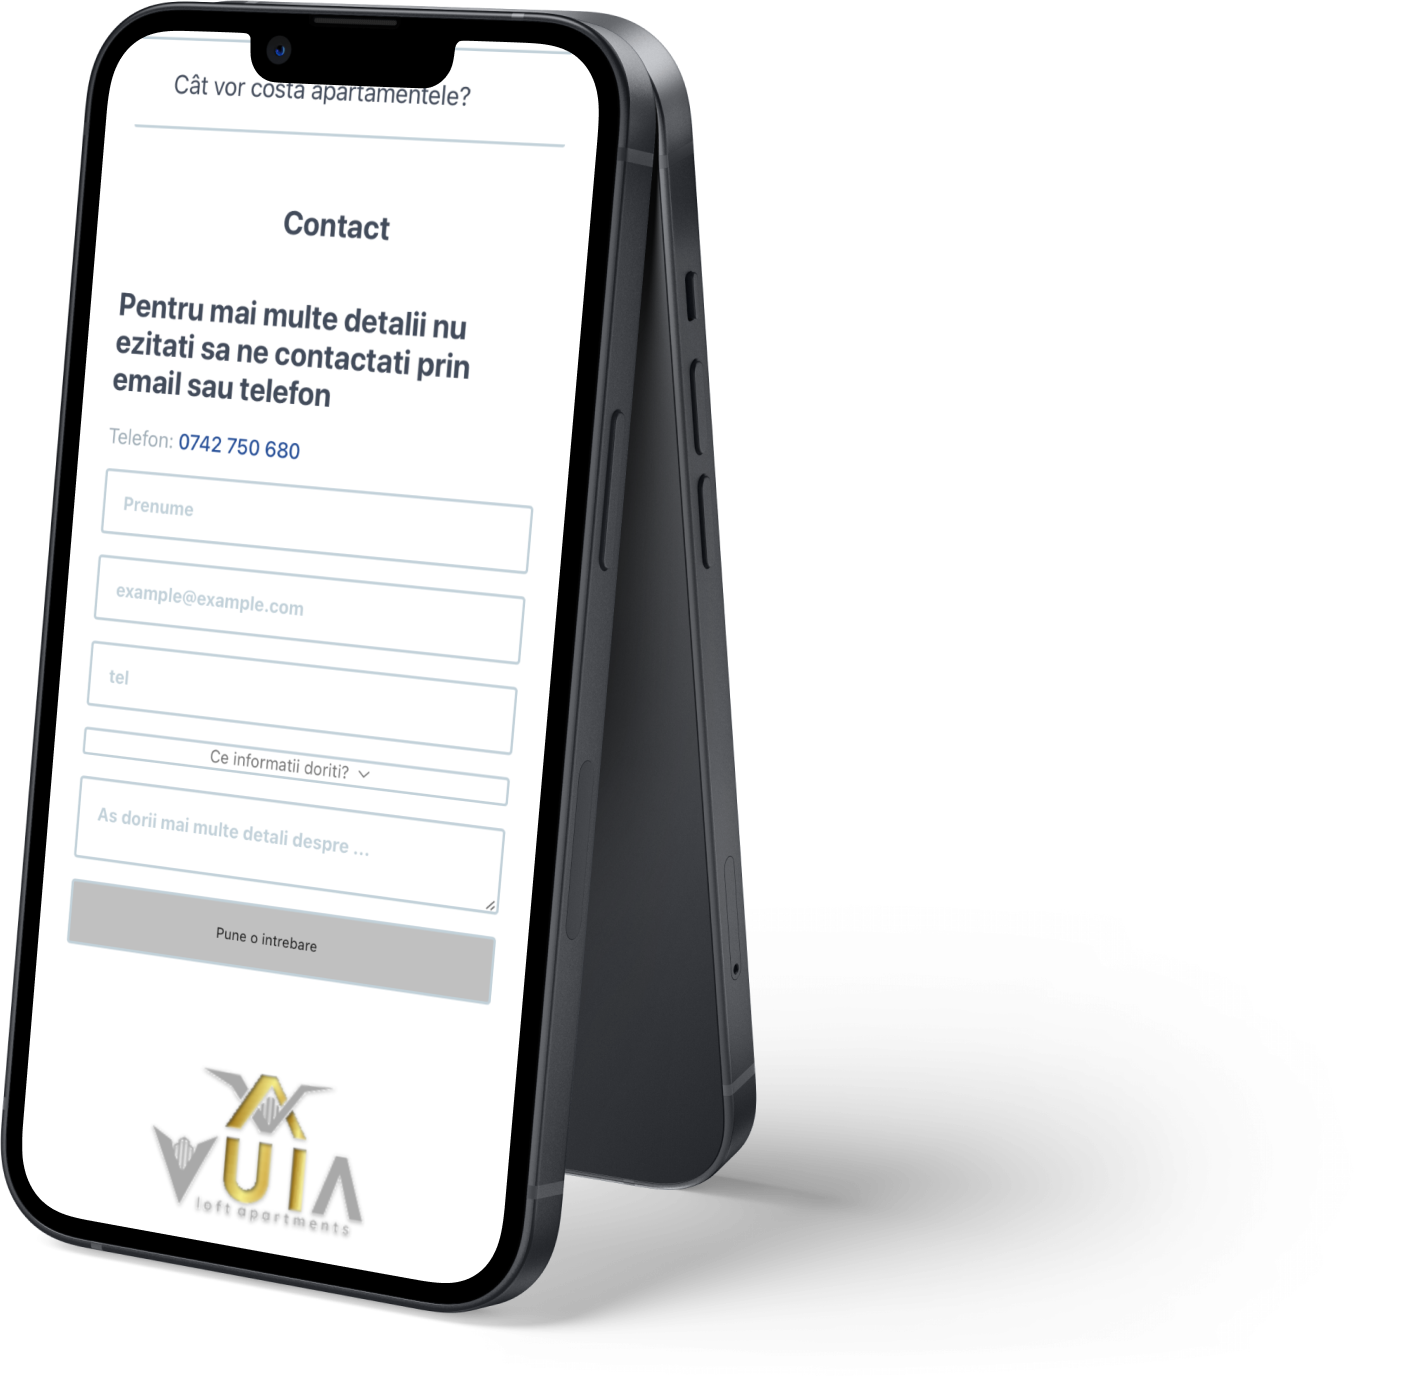 Cât vor costa apartamentele?
Contact
Pentru mai multe detalii nu
ezitati sa ne contactati prin
email sau telefon
Telefon: 0742 750 680
Prenume
example@example.com
tel
Ce informatii doriti?
As dorii mai multe detali despre ...
Pune o intrebare
VUIA
loft apartments